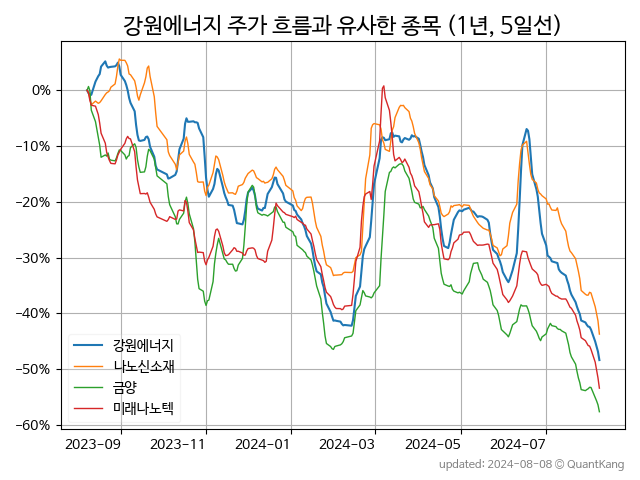 강원에너지 주가 흐름과 유사한 종목 (1년, 5일선)
0%
−10%
−20%
−30%
−40%
−50%
−60%
강원에너지
나노신소재
금양
미래나노텍
2023-09 2023-11 2024-01 2024-03 2024-05 2024-07
updated: 2024-08-08 © QuantKang